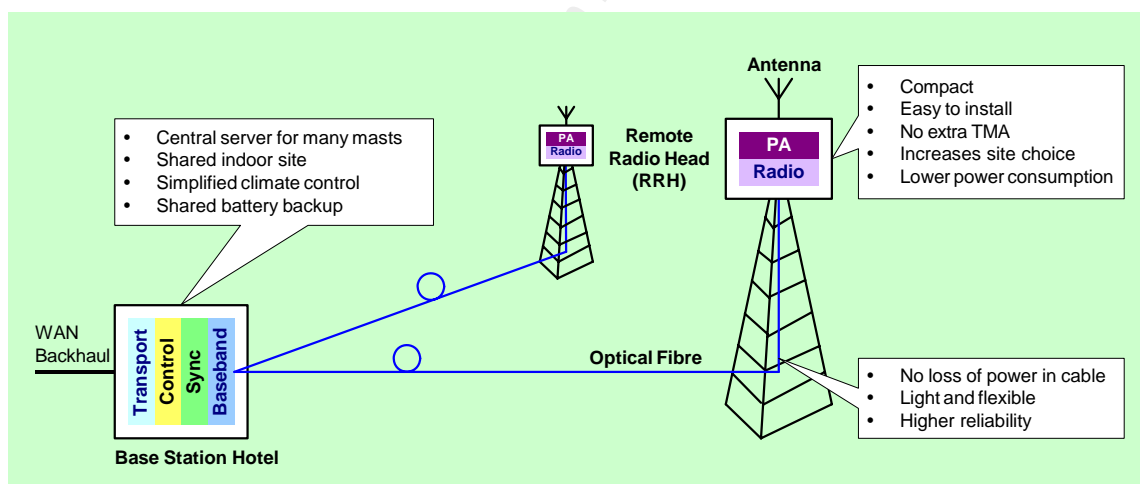 Antenna
• Compact
• Easy to install
• No extra TMA
• Increases site choice
• Lower power consumption
• Central server for many masts
• Shared indoor site
• Simplified climate control
• Shared battery backup
PA
Radio
Remote
Radio Head
(RRH)
PA
Radio
WAN
Backhaul
Transport
Control
Sync
Baseband
Optical Fibre
• No loss of power in cable
• Light and flexible
• Higher reliability
Base Station Hotel